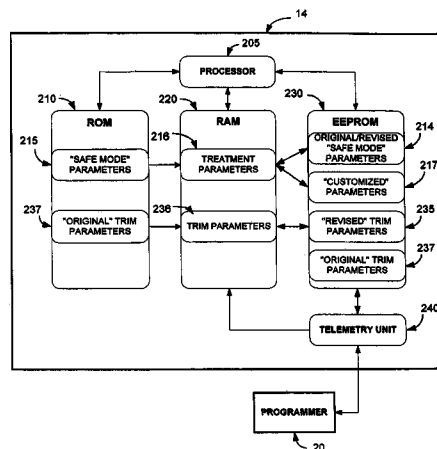 14
205
PROCESSOR
210
220
230
ROM
RAM
EEPROM
215
216
ORIGINAL/REVISED
"SAFE MODE"
PARAMETERS
214
"SAFE MODE"
PARAMETERS
TREATMENT
PARAMETERS
217
"CUSTOMIZED"
PARAMETERS
237
236
235
"ORIGINAL" TRIM
PARAMETERS
TRIM PARAMETERS
"REVISED" TRIM
PARAMETERS
237
"ORIGINAL" TRIM
PARAMETERS
240
TELEMETRY UNIT
PROGRAMMER
20